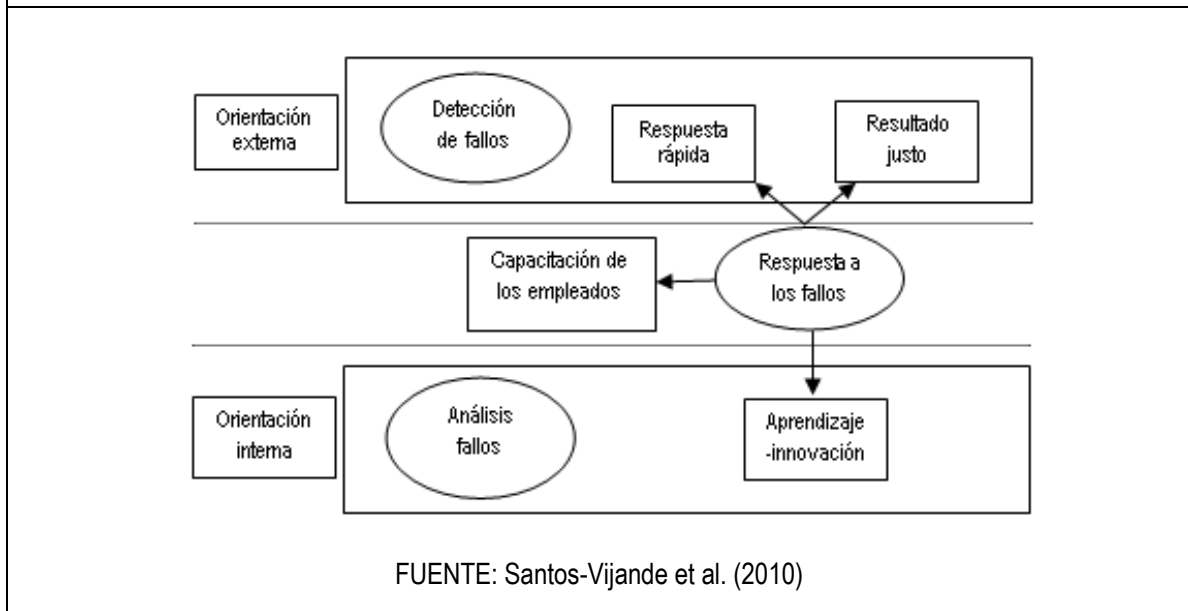 Orientación
externa
Detección
de fallos
Respuesta
rápida
Resultado
justo
Capacitación de
los empleados
Respuesta a
los fallos
Orientación
interna
Análisis
fallos
Aprendizaje
-innovación
FUENTE: Santos-Vijande et al. (2010)